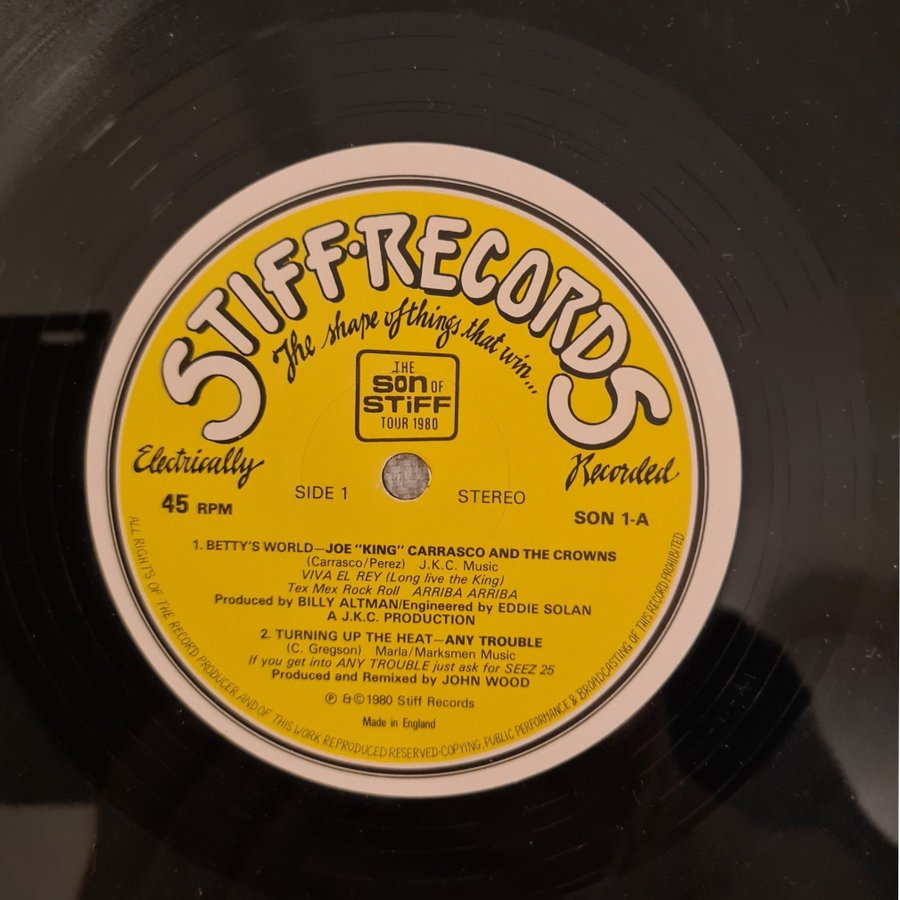 STIFF·RECORDS
The shape of things that win...
THE
SON OF
STiFF
TOUR 1980
Electrically
Recorded
SIDE 1
STEREO
45 RPM
SON 1-A
1. BETTY'S WORLD—JOE "KING" CARRASCO AND THE CROWNS
(Carrasco/Perez) J.K.C. Music
VIVA EL REY (Long live the King)
Tex Mex Rock Roll ARRIBA ARRIBA
Produced by BILLY ALTMAN/Engineered by EDDIE SOLAN
A J.K.C. PRODUCTION
2. TURNING UP THE HEAT—ANY TROUBLE
(C. Gregson) Marla/Marksmen Music
If you get into ANY TROUBLE just ask for SEEZ 25
Produced and Remixed by JOHN WOOD
℗ &©1980 Stiff Records
Made in England
ALL RIGHTS OF THE RECORD PRODUCER AND OF THIS WORK REPRODUCED RESERVED-COPYING, PUBLIC PERFORMANCE & BROADCASTING OF THIS RECORD PROHIBITED